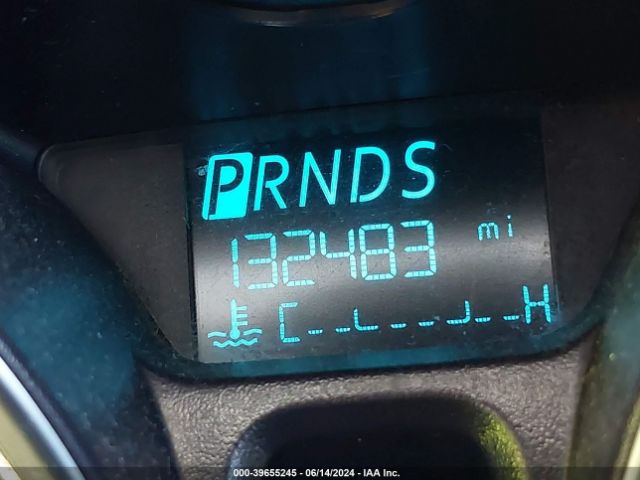 PRNDS
132483 mi
C H
000-39655245 - 06/14/2024 - IAA Inc.